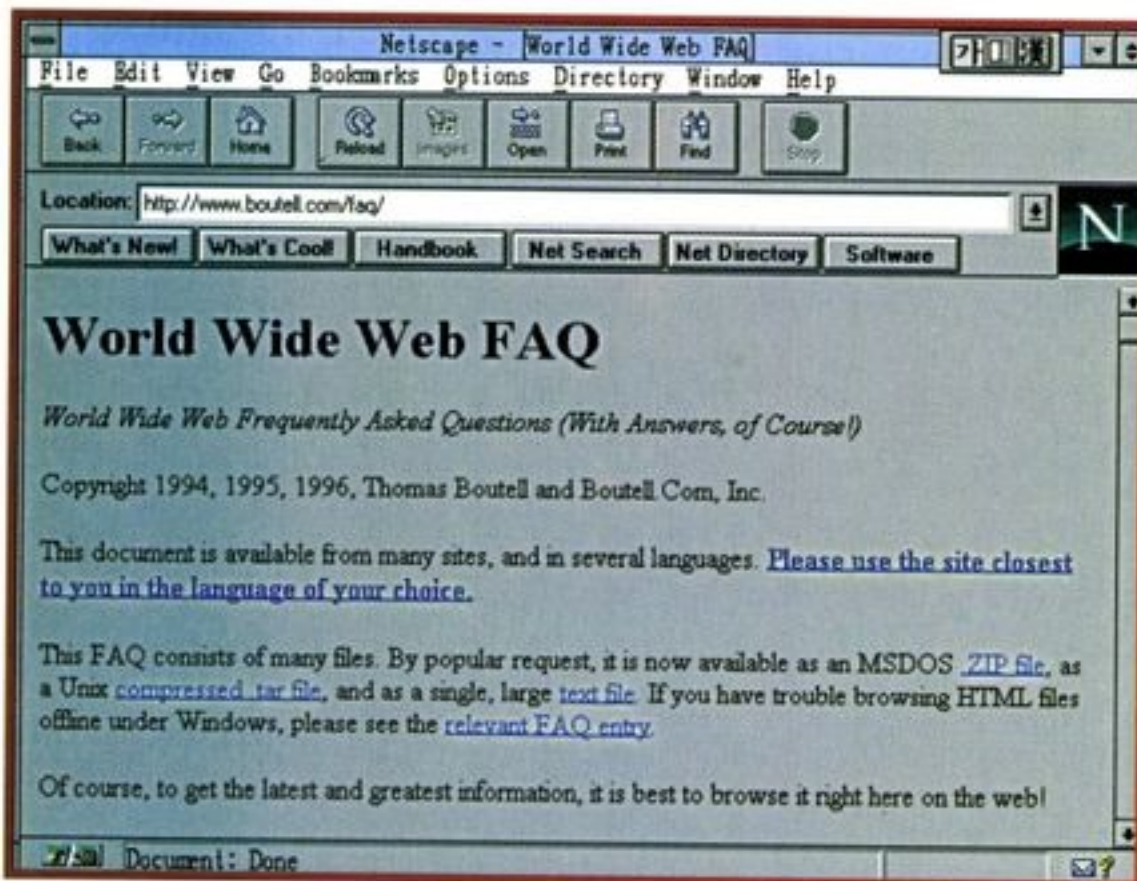 Netscape - [World Wide Web FAQ]
가 漢
File Edit View Go Bookmarks Options Directory Window Help
Back Forward Home Reload Images Open Print Find Stop
Location: http://www.boutell.com/faq/
N
What's New! What's Cool! Handbook Net Search Net Directory Software
World Wide Web FAQ
World Wide Web Frequently Asked Questions (With Answers, of Course!)
Copyright 1994, 1995, 1996, Thomas Boutell and Boutell.Com, Inc.
This document is available from many sites, and in several languages. Please use the site closest
to you in the language of your choice.
This FAQ consists of many files. By popular request, it is now available as an MSDOS .ZIP file, as
a Unix compressed .tar file, and as a single, large text file. If you have trouble browsing HTML files
offline under Windows, please see the relevant FAQ entry.
Of course, to get the latest and greatest information, it is best to browse it right here on the web!
Document: Done